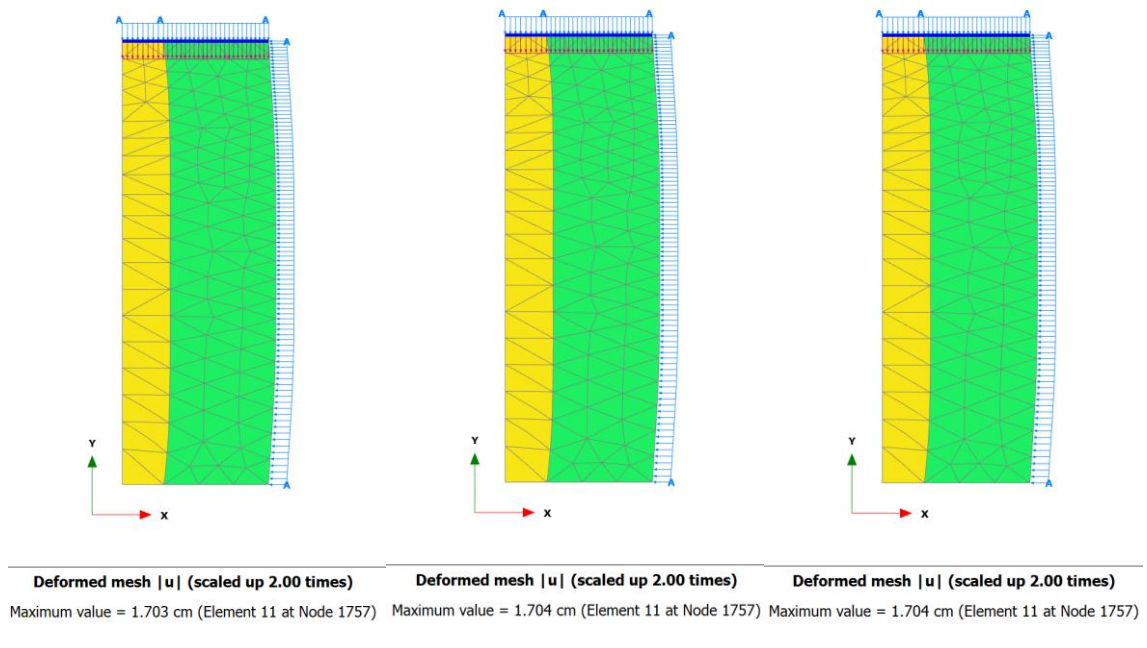 A A A
A
A
Y
X
Deformed mesh |u| (scaled up 2.00 times)
Maximum value = 1.703 cm (Element 11 at Node 1757)
A A A
A
A
Y
X
Deformed mesh |u| (scaled up 2.00 times)
Maximum value = 1.704 cm (Element 11 at Node 1757)
A A A
A
A
Y
X
Deformed mesh |u| (scaled up 2.00 times)
Maximum value = 1.704 cm (Element 11 at Node 1757)